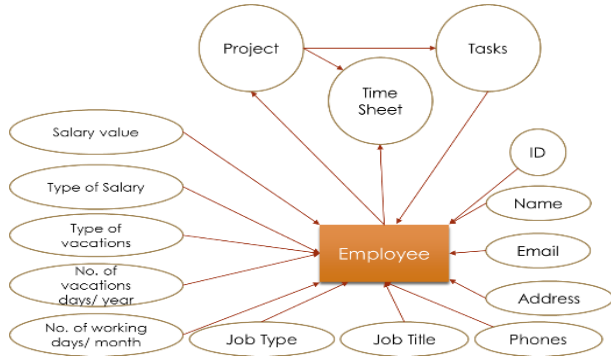 Project
Tasks
Time
Sheet
Salary value
ID
Type of Salary
Name
Type of
vacations
Employee
Email
No. of
vacations
days/ year
Address
No. of working
days/ month
Job Type
Job Title
Phones